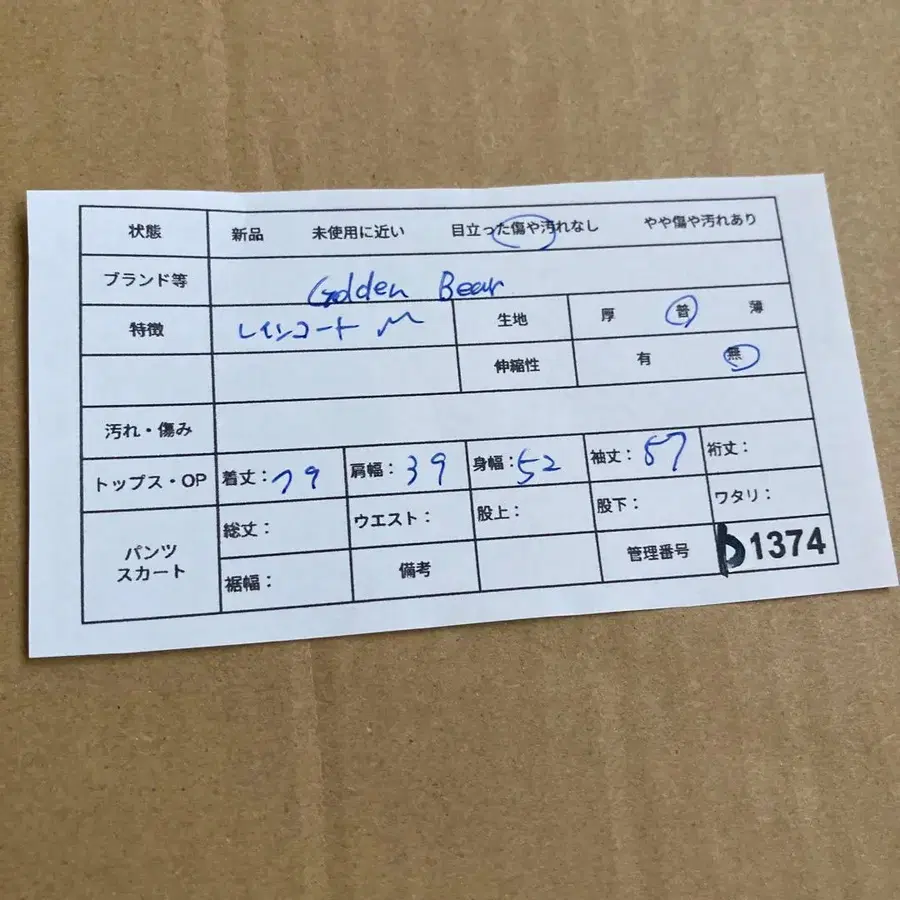 状態 新品 未使用に近い 目立った傷や汚れなし やや傷や汚れあり
ブランド等 Golden Bear
特徴 レインコート M 生地 厚 普 薄
伸縮性 有 無
汚れ・傷み
トップス・OP 着丈：79 肩幅：39 身幅：52 袖丈：57 裄丈：
パンツ スカート 総丈： ウエスト： 股上： 股下： ワタリ：
裾幅： 備考 管理番号 b1374